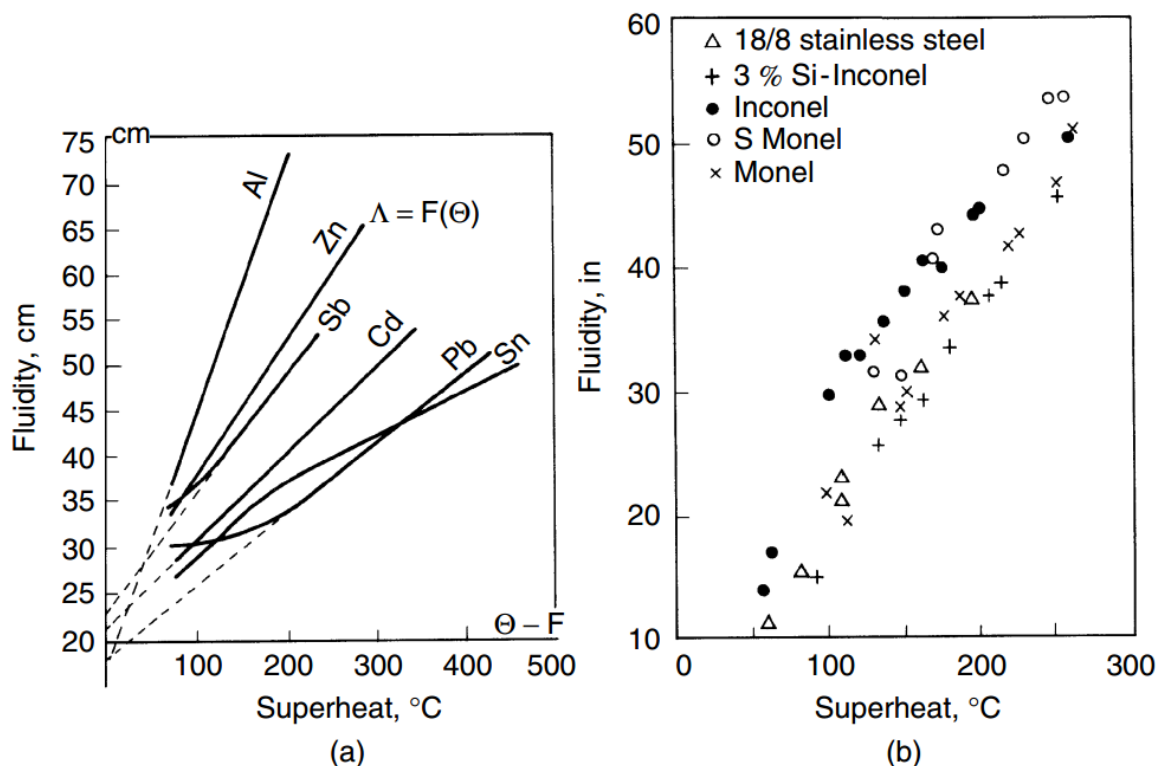 75
cm
70
65
60
55
50
45
40
35
30
25
20
Fluidity, cm
Al
Zn
Λ = F(Θ)
Sb
Cd
Pb
Sn
Θ – F
100 200 300 400 500
Superheat, °C
(a)
60
50
40
30
20
10
Fluidity, in
18/8 stainless steel
3 % Si-Inconel
Inconel
S Monel
Monel
0 100 200 300
Superheat, °C
(b)